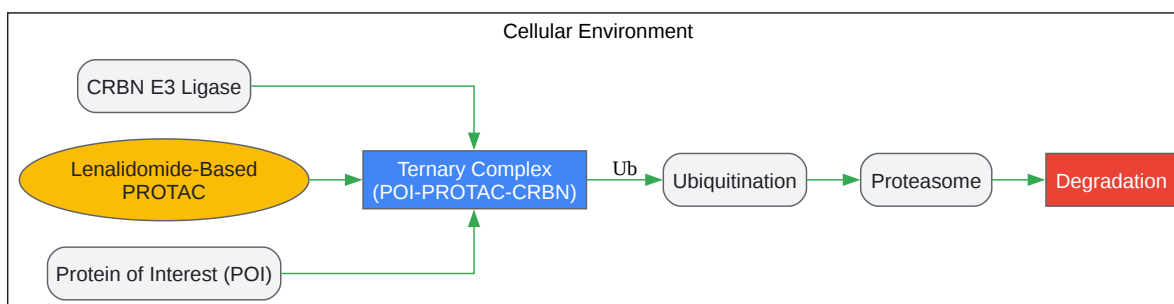 Cellular Environment
CRBN E3 Ligase
Lenalidomide-Based
PROTAC
Protein of Interest (POI)
Ternary Complex
(POI-PROTAC-CRBN)
Ub
Ubiquitination
Proteasome
Degradation